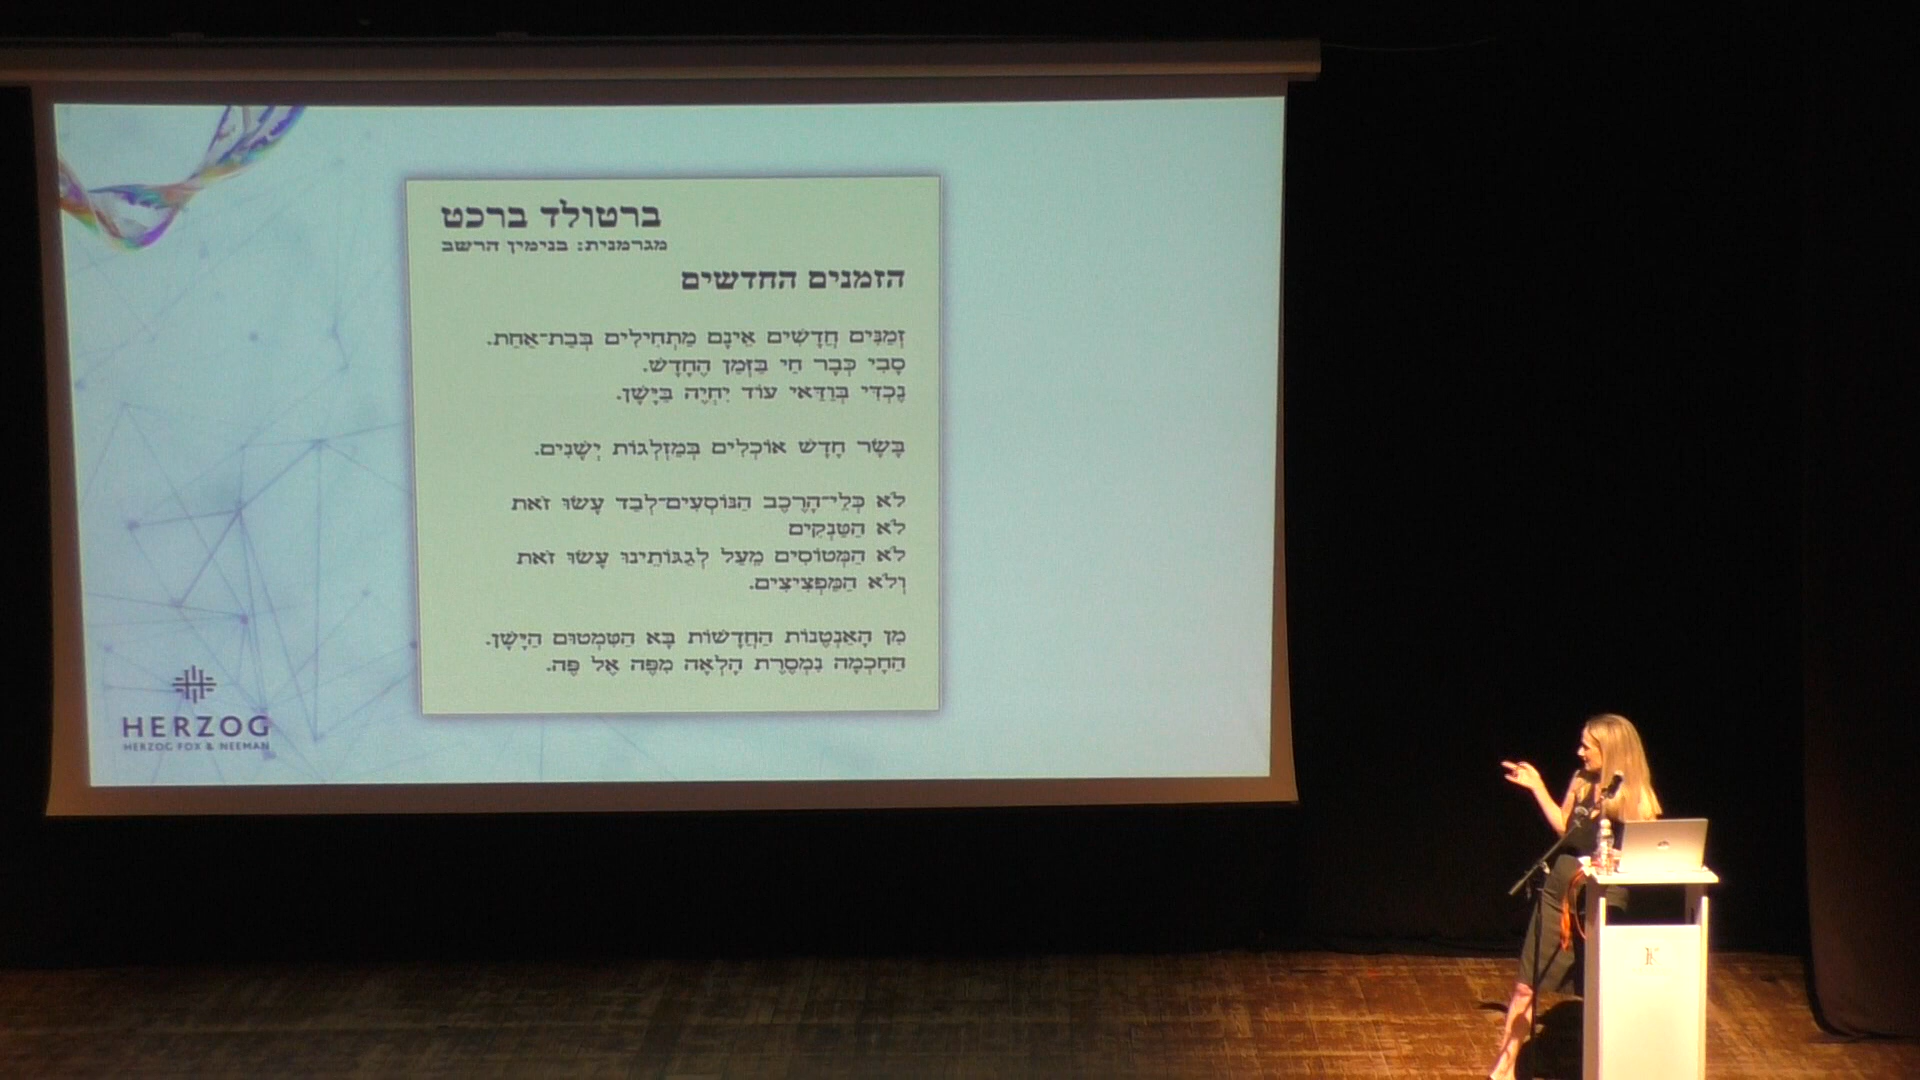 ברטולד ברכט
מגרמנית: בנימין הרשב
הזמנים החדשים
זְמַנִּים חֲדָשִׁים אֵינָם מַתְחִילִים בְּבַת־אַחַת.
סָבִי כְּבָר חַי בַּזְּמַן הֶחָדָשׁ.
נֶכְדִּי בְּוַדַּאי עוֹד יִחְיֶה בַּיָּשָׁן.
בָּשָׂר חָדָשׁ אוֹכְלִים בְּמַזְלְגוֹת יְשָׁנִים.
לֹא כְּלֵי־הָרֶכֶב הַנּוֹסְעִים־לְבַד עָשׂוּ זֹאת
לֹא הַטַּנְקִים
לֹא הַמְּטוֹסִים מֵעַל לְגַגּוֹתֵינוּ עָשׂוּ זֹאת
וְלֹא הַמַּפְצִיצִים.
מִן הָאַנְטֶנּוֹת הַחֲדָשׁוֹת בָּא הַטִּמְטוּם הַיָּשָׁן.
הַחָכְמָה נִמְסֶרֶת הָלְאָה מִפֶּה אֶל פֶּה.
HERZOG
HERZOG FOX & NEEMAN